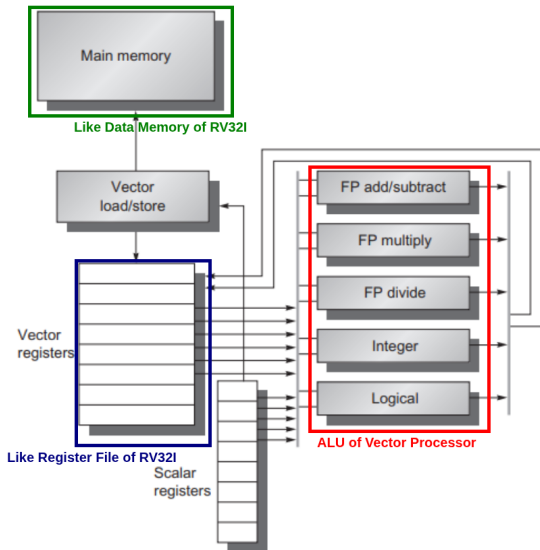 Main memory
Like Data Memory of RV32I
Vector
load/store
FP add/subtract
FP multiply
FP divide
Integer
Logical
ALU of Vector Processor
Vector
registers
Like Register File of RV32I
Scalar
registers